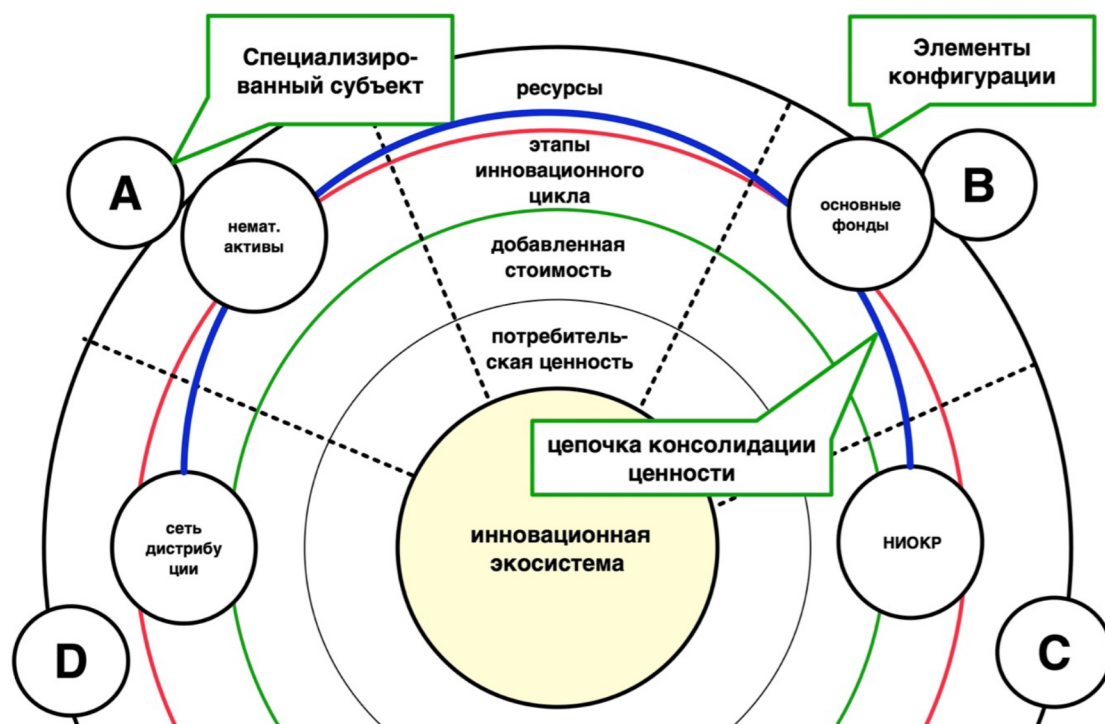 Специализиро-
ванный субъект
Элементы
конфигурации
ресурсы
A
B
этапы
инновационного
цикла
немат.
активы
основные
фонды
добавленная
стоимость
потребитель-
ская ценность
цепочка консолидации
ценности
инновационная
экосистема
сеть
дистрибу
ции
НИОКР
D
C